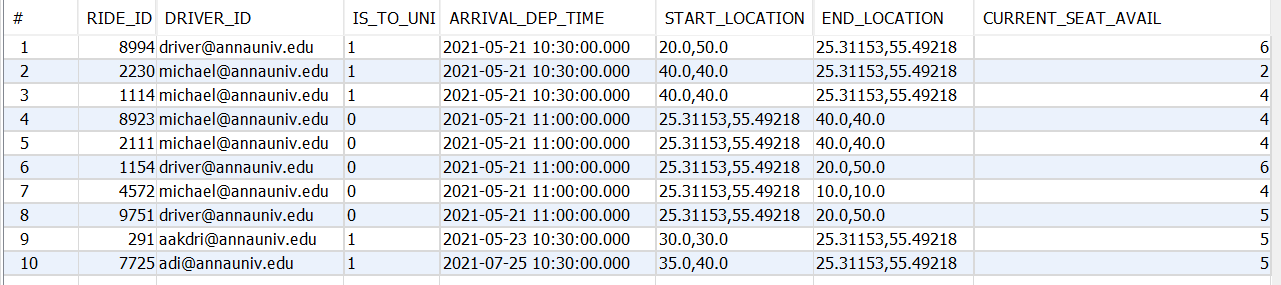 # RIDE_ID DRIVER_ID IS_TO_UNI ARRIVAL_DEP_TIME START_LOCATION END_LOCATION CURRENT_SEAT_AVAIL
1 8994 driver@annauniv.edu 1 2021-05-21 10:30:00.000 20.0,50.0 25.31153,55.49218 6
2 2230 michael@annauniv.edu 1 2021-05-21 10:30:00.000 40.0,40.0 25.31153,55.49218 2
3 1114 michael@annauniv.edu 1 2021-05-21 10:30:00.000 40.0,40.0 25.31153,55.49218 4
4 8923 michael@annauniv.edu 0 2021-05-21 11:00:00.000 25.31153,55.49218 40.0,40.0 4
5 2111 michael@annauniv.edu 0 2021-05-21 11:00:00.000 25.31153,55.49218 40.0,40.0 4
6 1154 driver@annauniv.edu 0 2021-05-21 11:00:00.000 25.31153,55.49218 20.0,50.0 6
7 4572 michael@annauniv.edu 0 2021-05-21 11:00:00.000 25.31153,55.49218 10.0,10.0 4
8 9751 driver@annauniv.edu 0 2021-05-21 11:00:00.000 25.31153,55.49218 20.0,50.0 5
9 291 aakdri@annauniv.edu 1 2021-05-23 10:30:00.000 30.0,30.0 25.31153,55.49218 5
10 7725 adi@annauniv.edu 1 2021-07-25 10:30:00.000 35.0,40.0 25.31153,55.49218 5